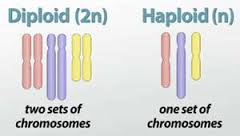 Diploid (2n)
Haploid (n)
two sets of
chromosomes
one set of
chromosomes